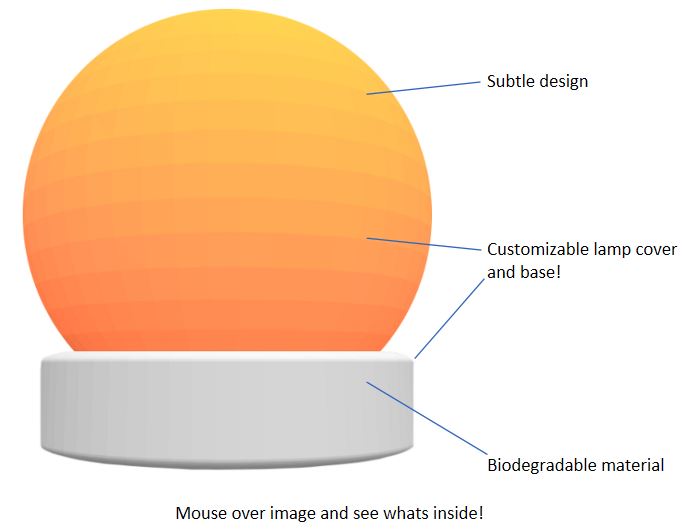 Subtle design
Customizable lamp cover
and base!
Biodegradable material
Mouse over image and see whats inside!